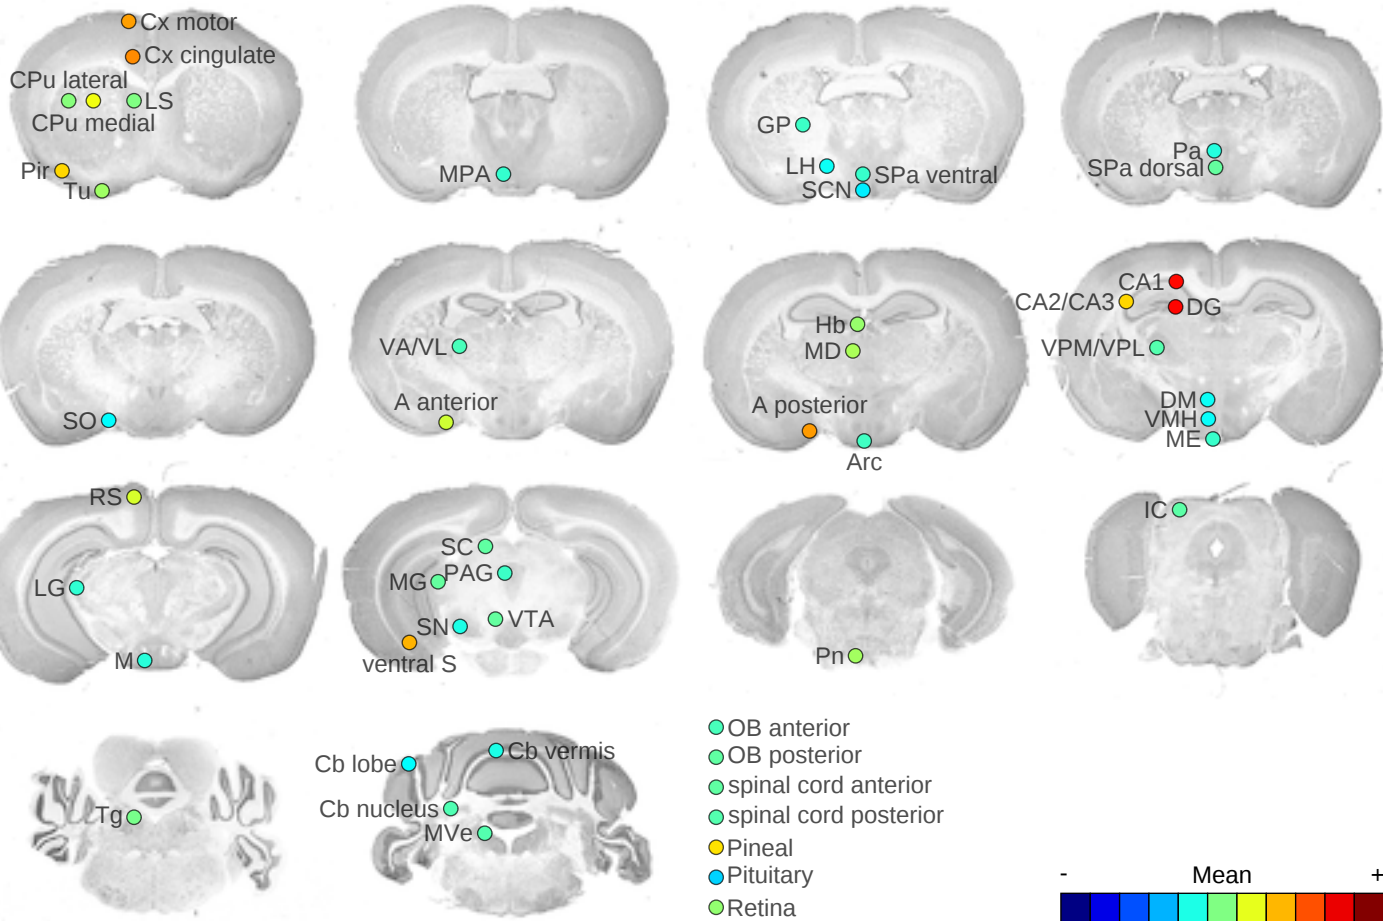 Cx motor
Cx cingulate
CPu lateral
LS
CPu medial
Pir
Tu
MPA
GP
LH
SPa ventral
SCN
Pa
SPa dorsal
SO
VA/VL
A anterior
Hb
MD
A posterior
Arc
CA1
CA2/CA3
DG
VPM/VPL
DM
VMH
ME
RS
LG
M
SC
PAG
MG
VTA
SN
ventral S
Pn
IC
Tg
Cb vermis
Cb lobe
Cb nucleus
MVe
OB anterior
OB posterior
spinal cord anterior
spinal cord posterior
Pineal
Pituitary
Retina
- Mean +